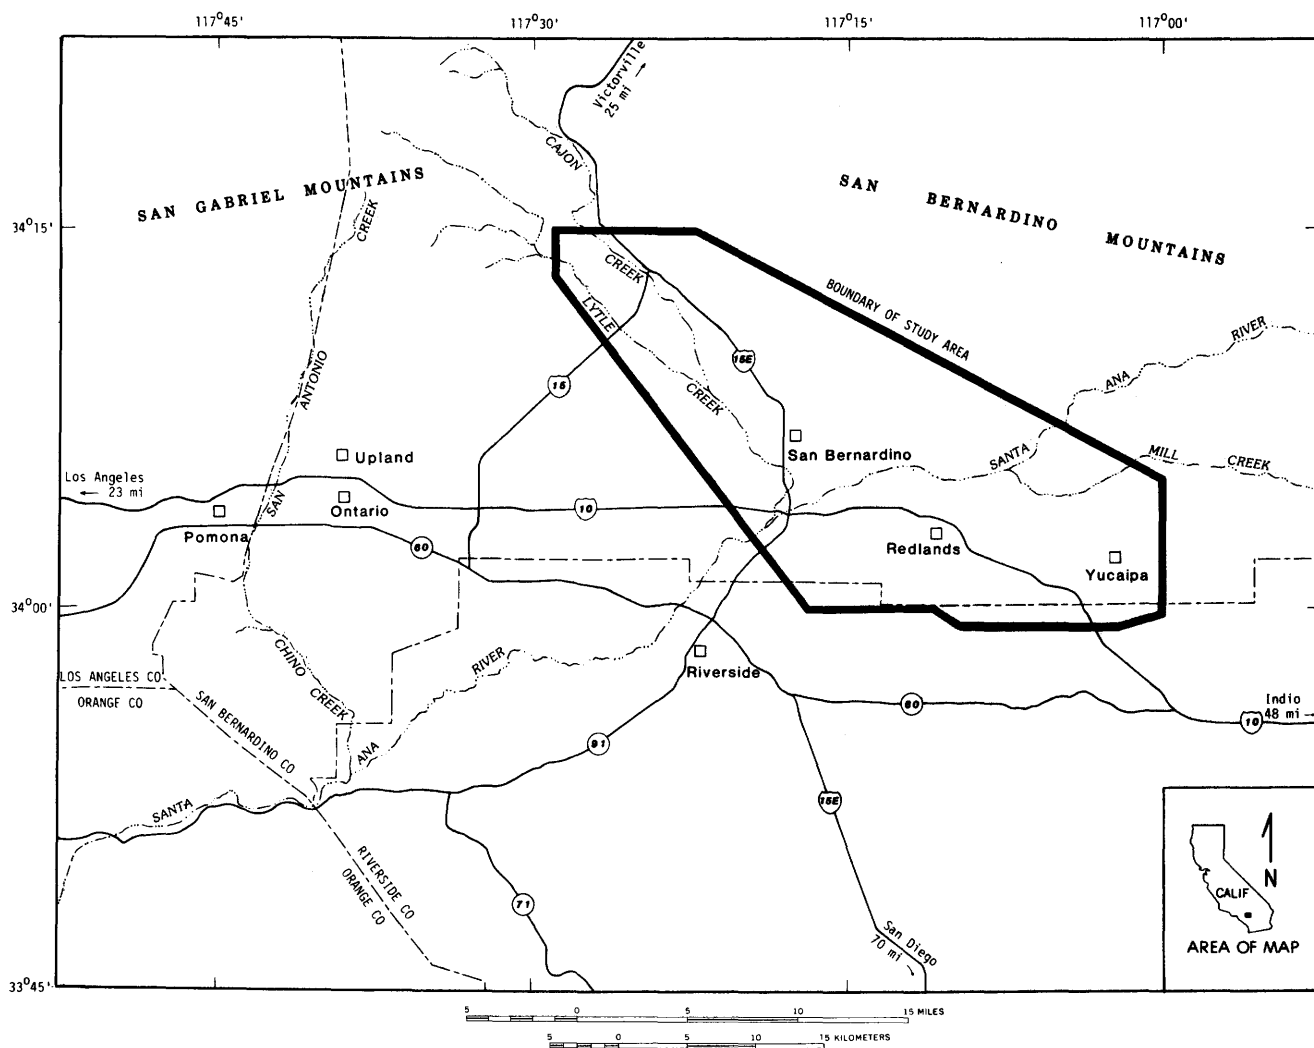 117°45'
117°30'
117°15'
117°00'
Victorville
25 mi
CAJON
SAN GABRIEL MOUNTAINS
SAN BERNARDINO MOUNTAINS
CREEK
34°15'
CREEK
BOUNDARY OF STUDY AREA
LYTLE
RIVER
15E
ANA
15
ANTONIO
CREEK
San Bernardino
SANTA
MILL
CREEK
Upland
Los Angeles
23 mi
SAN
Ontario
10
Pomona
60
Redlands
Yucaipa
34°00'
CHINO
CREEK
RIVER
Riverside
LOS ANGELES CO
ORANGE CO
SAN BERNARDINO CO
60
Indio
48 mi
10
91
ANA
SANTA
15E
RIVERSIDE CO
ORANGE CO
71
San Diego
70 mi
N
CALIF
AREA OF MAP
33°45'
5 0 5 10 15 MILES
5 0 5 10 15 KILOMETERS